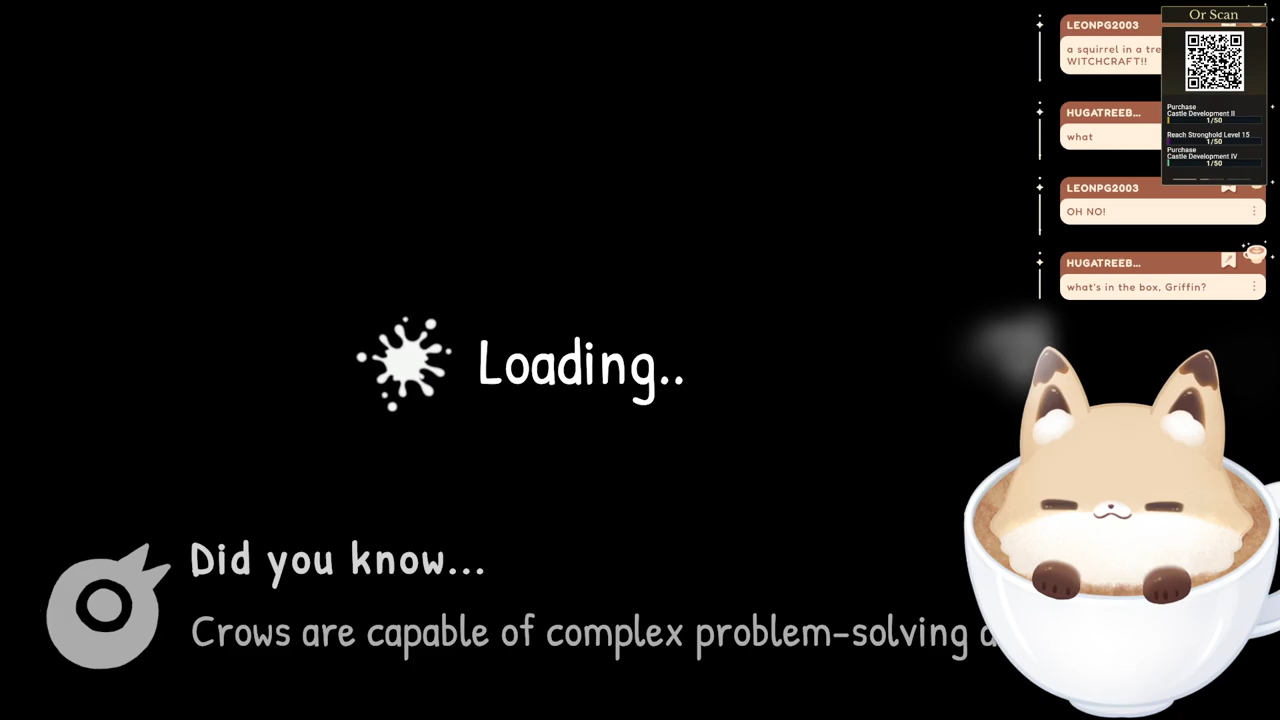 Or Scan
LEONPG2003
a squirrel in a tre
WITCHCRAFT!!
Purchase
Castle Development II
1/50
Reach Stronghold Level 15
1/50
Purchase
Castle Development IV
1/50
HUGATREEB...
what
LEONPG2003
OH NO!
HUGATREEB...
what's in the box, Griffin?
Loading..
Did you know...
Crows are capable of complex problem-solving